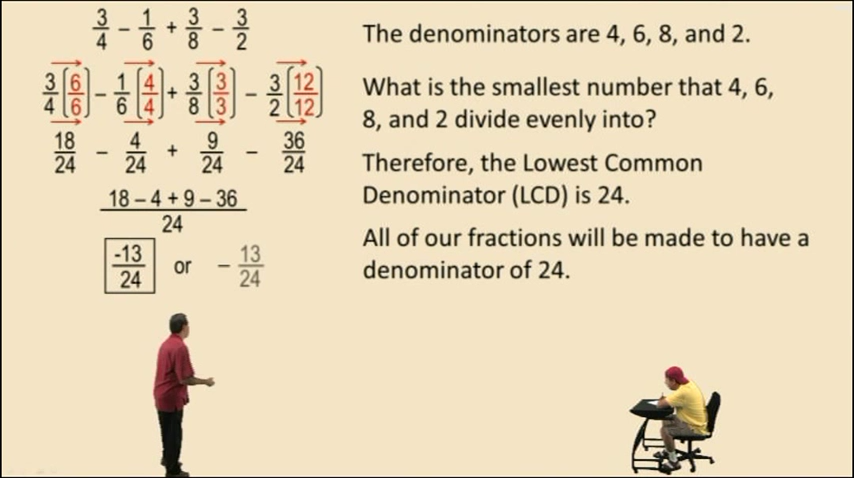 3/4 − 1/6 + 3/8 − 3/2
3/4 [6/6] − 1/6 [4/4] + 3/8 [3/3] − 3/2 [12/12]
18/24 − 4/24 + 9/24 − 36/24
18 – 4 + 9 – 36
24
-13/24 or − 13/24
The denominators are 4, 6, 8, and 2.
What is the smallest number that 4, 6,
8, and 2 divide evenly into?
Therefore, the Lowest Common
Denominator (LCD) is 24.
All of our fractions will be made to have a
denominator of 24.